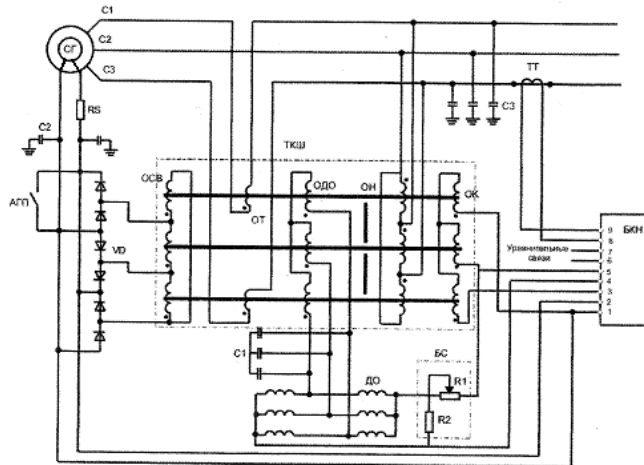 С1
С2
С3
СГ
ТТ
RS
С3
С2
ТКШ
ОСВ
ОТ
ОДО
ОН
ОК
АГП
VD
БКН
Уравнительные
связи
9
8
7
6
5
4
3
2
1
С1
ДО
БС
R1
R2